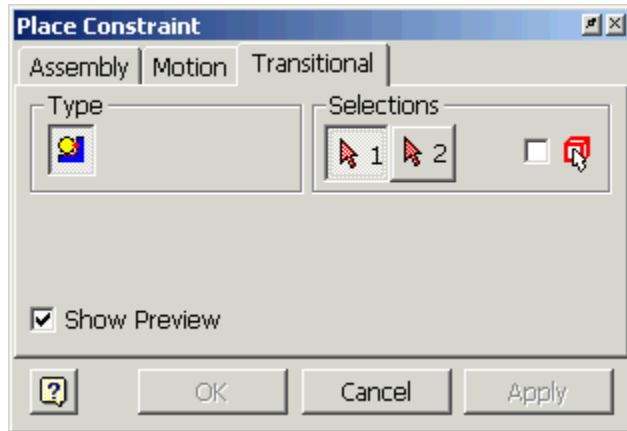 Place Constraint
Assembly Motion Transitional
Type Selections
1 2
Show Preview
? OK Cancel Apply